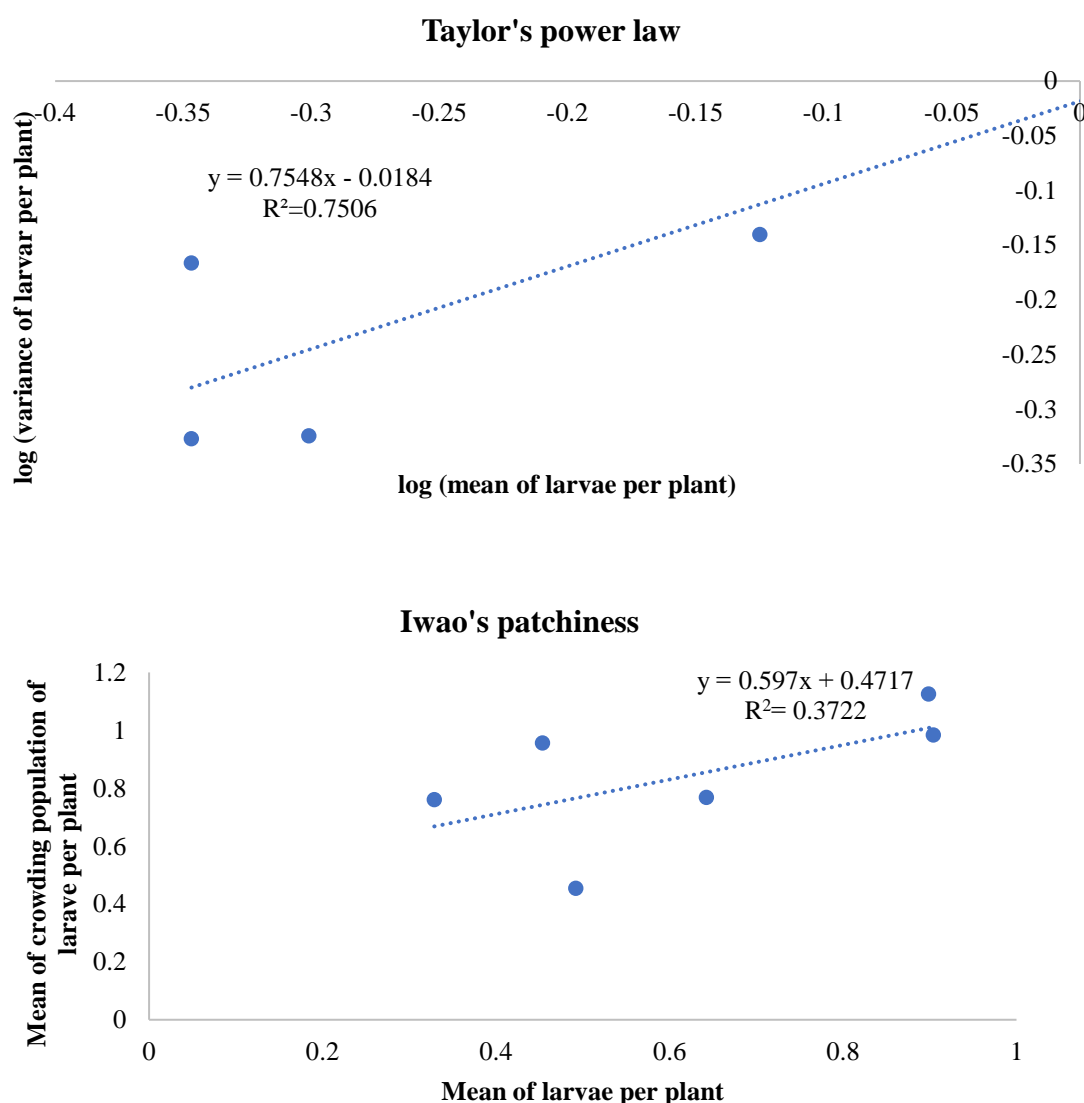 Taylor's power law
0
-0.4 -0.35 -0.3 -0.25 -0.2 -0.15 -0.1 -0.05 0
-0.05
-0.1
-0.15
-0.2
-0.25
-0.3
-0.35
y = 0.7548x - 0.0184
R²=0.7506
log (variance of larvar per plant)
log (mean of larvae per plant)
Iwao's patchiness
1.2
1
0.8
0.6
0.4
0.2
0
y = 0.597x + 0.4717
R²= 0.3722
Mean of crowding population of
larave per plant
0 0.2 0.4 0.6 0.8 1
Mean of larvae per plant